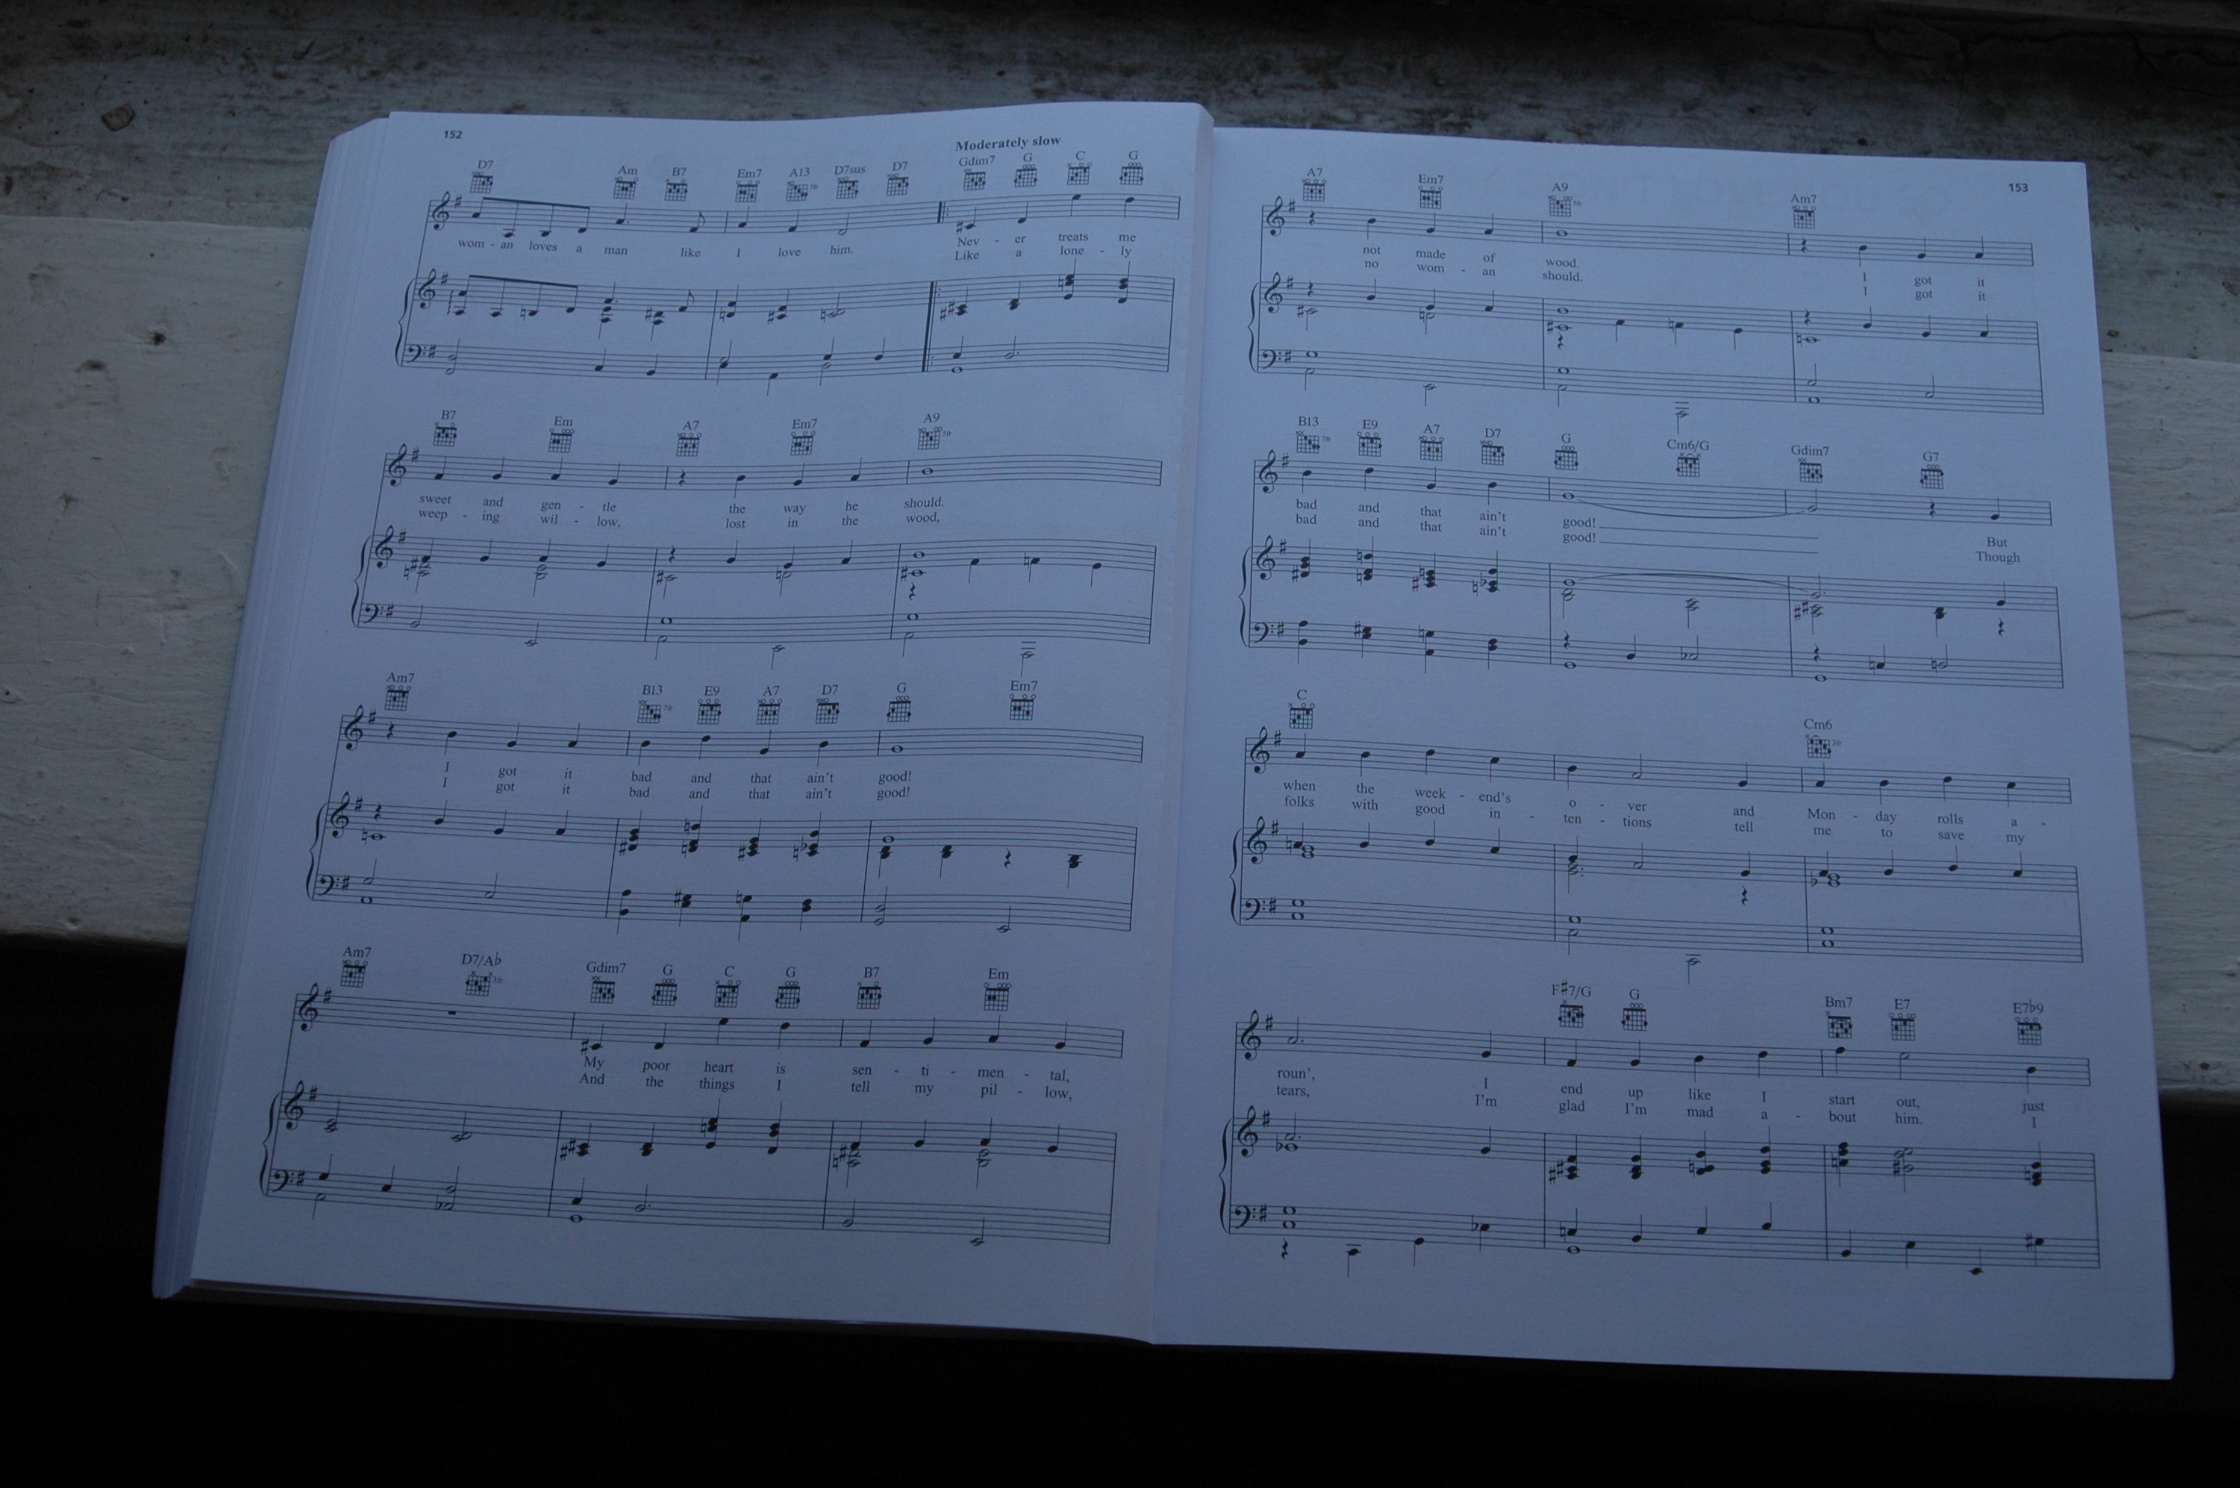 152
Moderately slow
D7 Am B7 Em7 A13 D7sus D7 Gdim7 G C G
wom - an loves a man like I love him. Nev - er treats me
Like a lone - ly
B7 Em A7 Em7 A9
sweet and gen - tle the way he should.
weep - ing wil - low, lost in the wood,
Am7 B13 E9 A7 D7 G Em7
I got it bad and that ain't good!
I got it bad and that ain't good!
Am7 D7/A♭ Gdim7 G C G B7 Em
My poor heart is sen - ti - men - tal,
And the things I tell my pil - low,
153
A7 Em7 A9 Am7
not made of wood. I got it
no wom - an should. I got it
B13 E9 A7 D7 G Cm6/G Gdim7 G7
bad and that ain't good! But
bad and that ain't good! Though
C Cm6
when the week - end's o - ver and Mon - day rolls a -
folks with good in - ten - tions tell me to save my
F♯7/G G Bm7 E7 E7♭9
roun', I end up like I start out, just
tears, I'm glad I'm mad a - bout him. I